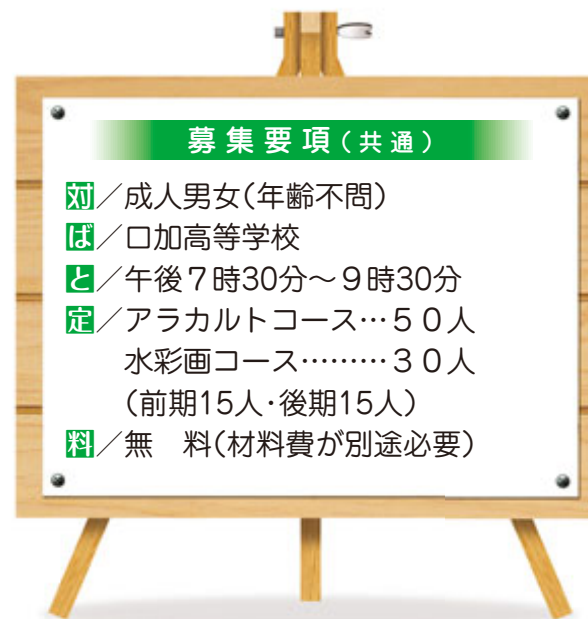 募集要項(共通)
対/成人男女(年齢不問)
ば/口加高等学校
と/午後7時30分〜9時30分
定/アラカルトコース…50人
水彩画コース………30人
(前期15人・後期15人)
料/無　料(材料費が別途必要)